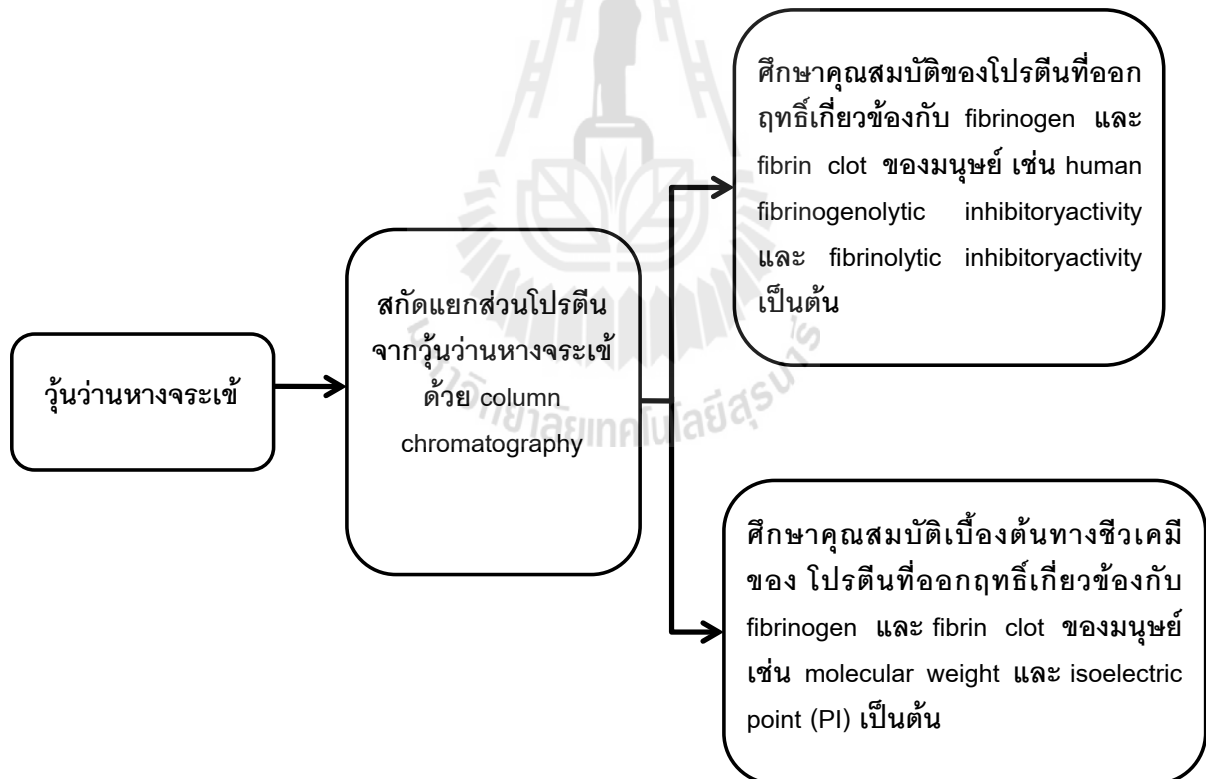 วุ้นว่านหางจระเข้
สกัดแยกส่วนโปรตีน
จากวุ้นว่านหางจระเข้
ด้วย column
chromatography
ศึกษาคุณสมบัติของโปรตีนที่ออก
ฤทธิ์เกี่ยวข้องกับ fibrinogen และ
fibrin clot ของมนุษย์ เช่น human
fibrinogenolytic inhibitoryactivity
และ fibrinolytic inhibitoryactivity
เป็นต้น
ศึกษาคุณสมบัติเบื้องต้นทางชีวเคมี
ของ โปรตีนที่ออกฤทธิ์เกี่ยวข้องกับ
fibrinogen และ fibrin clot ของมนุษย์
เช่น molecular weight และ isoelectric
point (PI) เป็นต้น